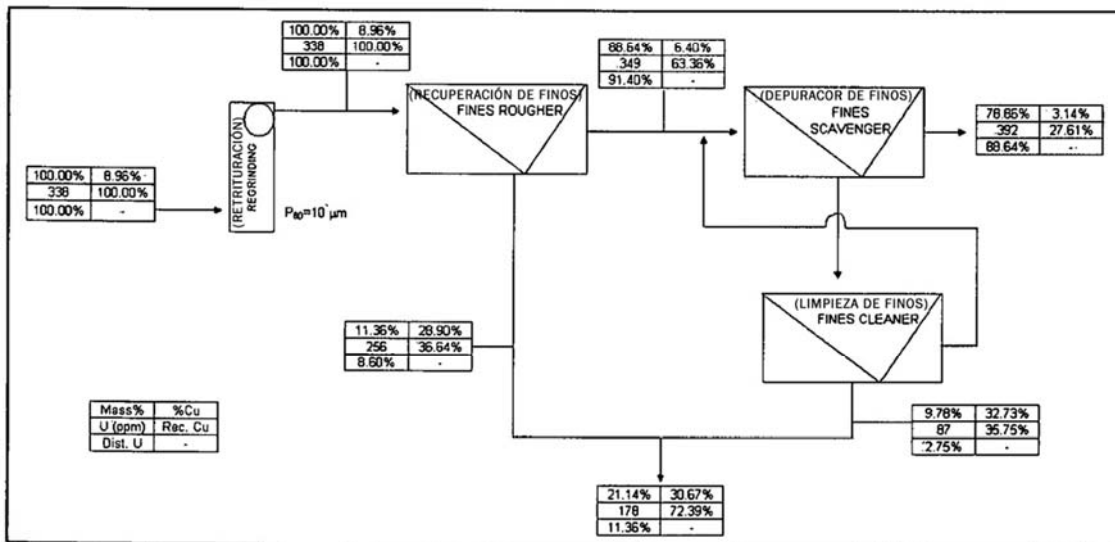 100.00% 8.96%
338 100.00%
100.00% -
88.64% 6.40%
.349 63.36%
91.40% -
(RECUPERACIÓN DE FINOS)
FINES ROUGHER
(DEPURACOR DE FINOS)
FINES
SCAVENGER
78.86% 3.14%
.392 27.61%
88.64% -
(RETRITURACIÓN)
REGRINDING
100.00% 8.96%
338 100.00%
100.00% -
P80=10 µm
(LIMPIEZA DE FINOS)
FINES CLEANER
11.36% 28.90%
256 36.64%
8.60% -
Mass% %Cu
U (ppm) Rec. Cu
Dist. U -
9.78% 32.73%
87 35.75%
2.75% -
21.14% 30.67%
178 72.39%
11.36% -